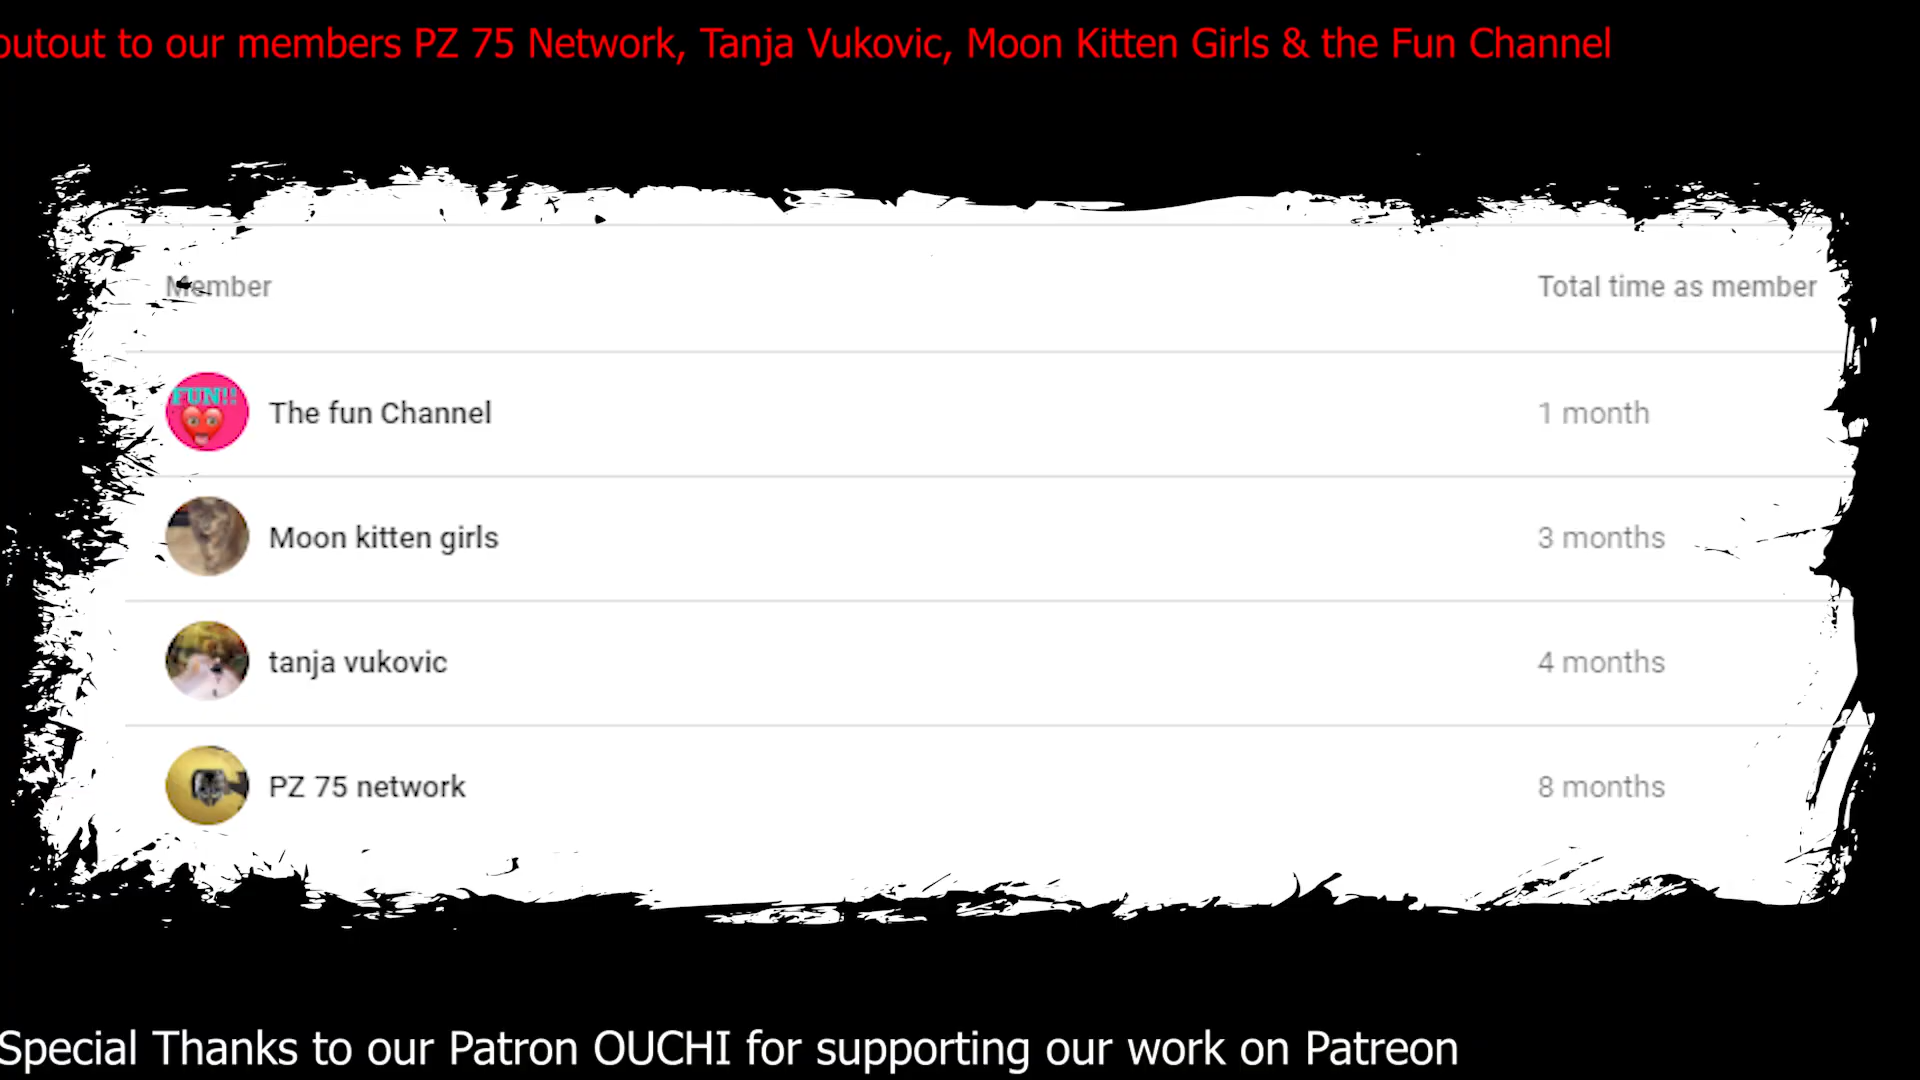 outout to our members PZ 75 Network, Tanja Vukovic, Moon Kitten Girls & the Fun Channel
Member Total time as member
FUN!!
The fun Channel 1 month
Moon kitten girls 3 months
tanja vukovic 4 months
PZ 75 network 8 months
Special Thanks to our Patron OUCHI for supporting our work on Patreon